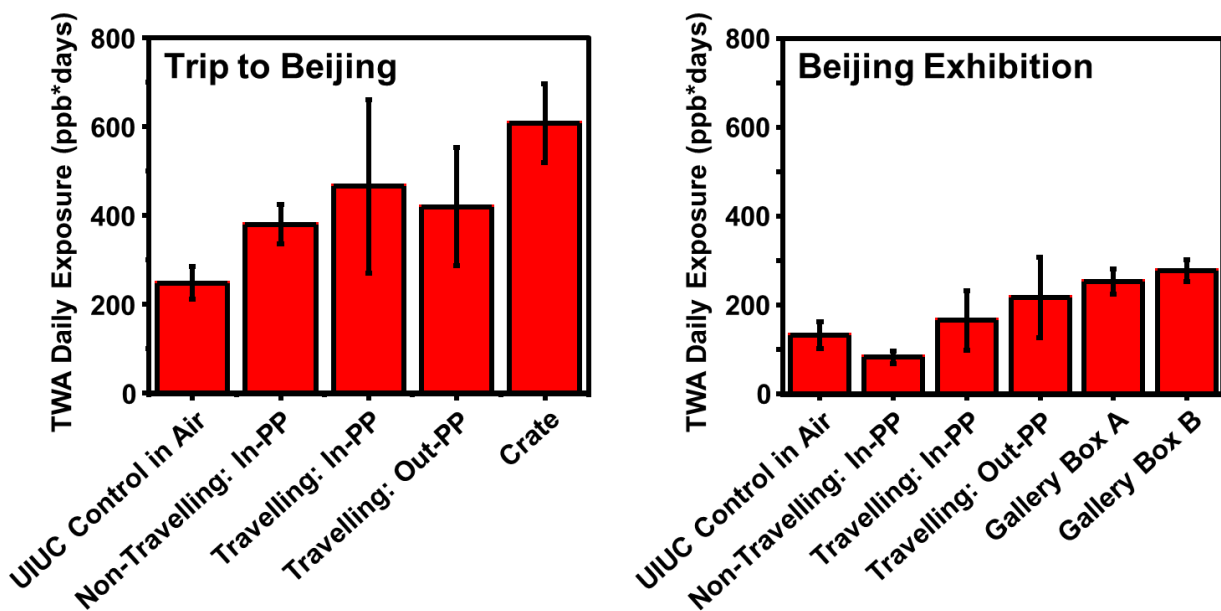 TWA Daily Exposure (ppb*days)
Trip to Beijing
800
600
400
200
0
UIUC Control in Air
Non-Travelling: In-PP
Travelling: In-PP
Travelling: Out-PP
Crate
TWA Daily Exposure (ppb*days)
Beijing Exhibition
800
600
400
200
0
UIUC Control in Air
Non-Travelling: In-PP
Travelling: In-PP
Travelling: Out-PP
Gallery Box A
Gallery Box B